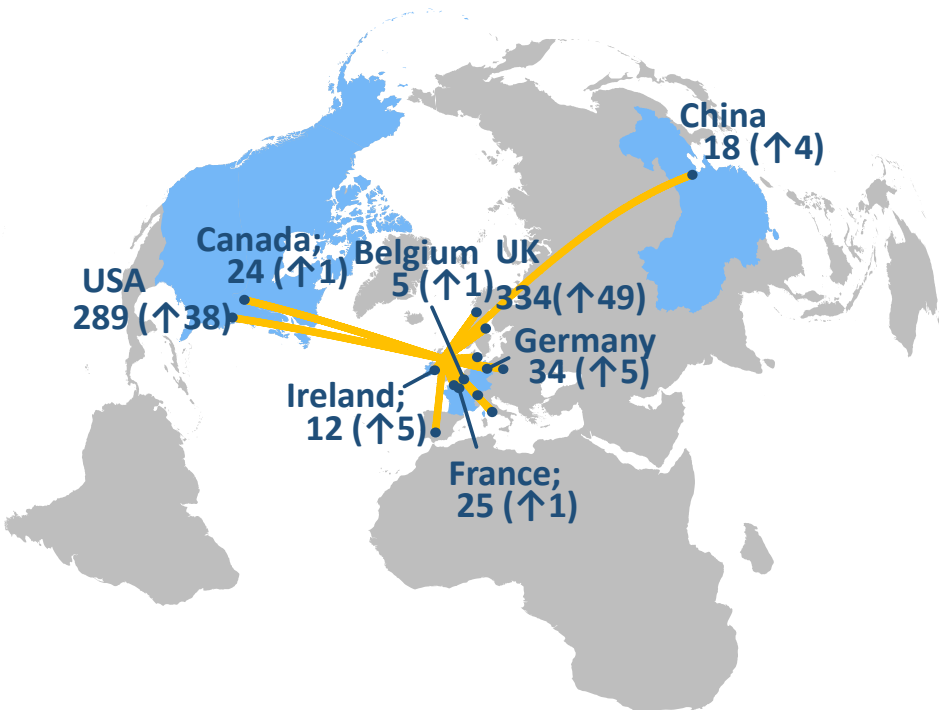 China
18 (↑4)
Canada;
24 (↑1)
Belgium
5 (↑1)
UK
334(↑49)
USA
289 (↑38)
Germany
34 (↑5)
Ireland;
12 (↑5)
France;
25 (↑1)